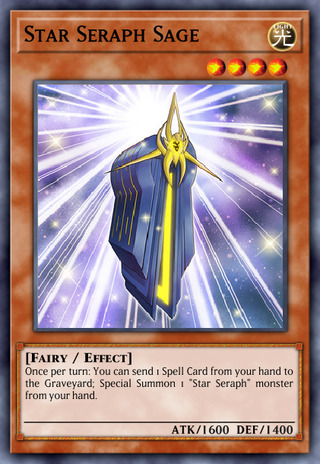 Star Seraph Sage
LIGHT
光
[Fairy / Effect]
Once per turn: You can send 1 Spell Card from your hand to
the Graveyard; Special Summon 1 "Star Seraph" monster
from your hand.
ATK/1600 DEF/1400